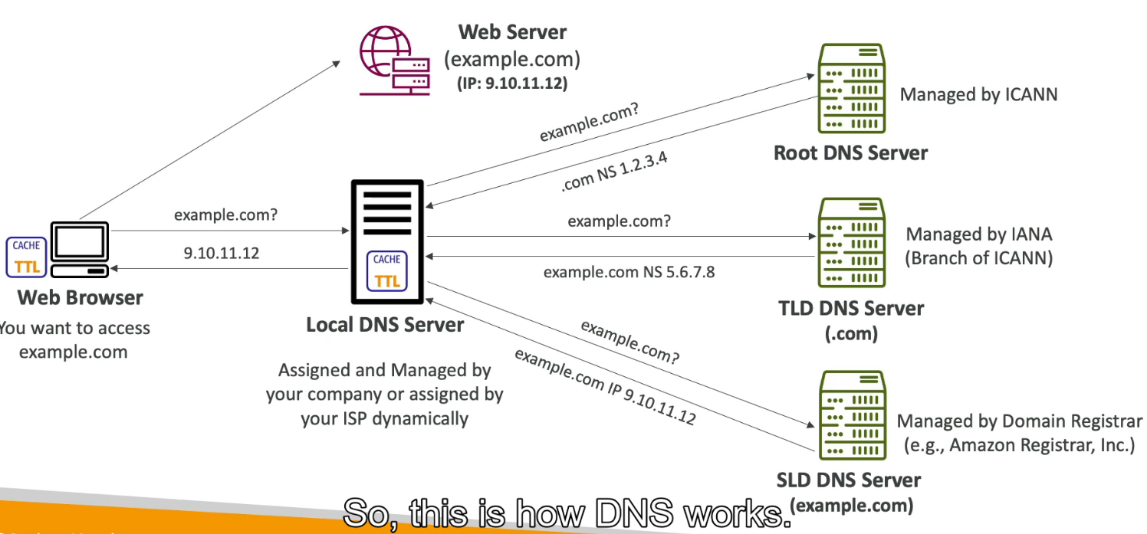 Web Server
(example.com)
(IP: 9.10.11.12)
example.com?
.com NS 1.2.3.4
Managed by ICANN
Root DNS Server
example.com?
9.10.11.12
CACHE
TTL
Web Browser
You want to access
example.com
CACHE
TTL
Local DNS Server
Assigned and Managed by
your company or assigned by
your ISP dynamically
example.com?
example.com NS 5.6.7.8
Managed by IANA
(Branch of ICANN)
TLD DNS Server
(.com)
example.com?
example.com IP 9.10.11.12
Managed by Domain Registrar
(e.g., Amazon Registrar, Inc.)
SLD DNS Server
(example.com)
So, this is how DNS works.